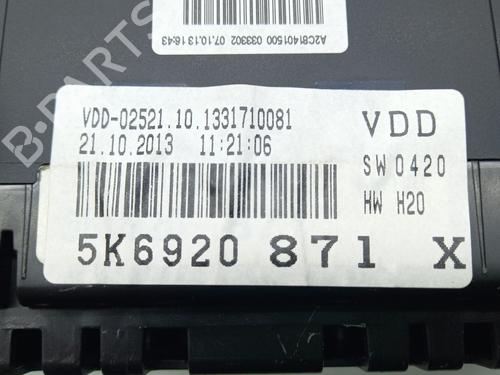 A2C81401500 033302 07.10.13 16:43
VDD-02521.10.1331710081
21.10.2013 11:21:06
VDD
SW 0420
HW H20
5K6920 871 X
B-PARTS